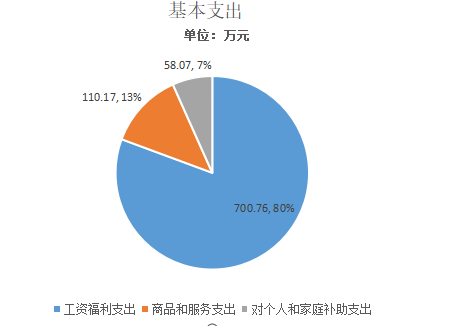 基本支出
单位：万元
58.07, 7%
110.17, 13%
700.76, 80%
工资福利支出 商品和服务支出 对个人和家庭补助支出